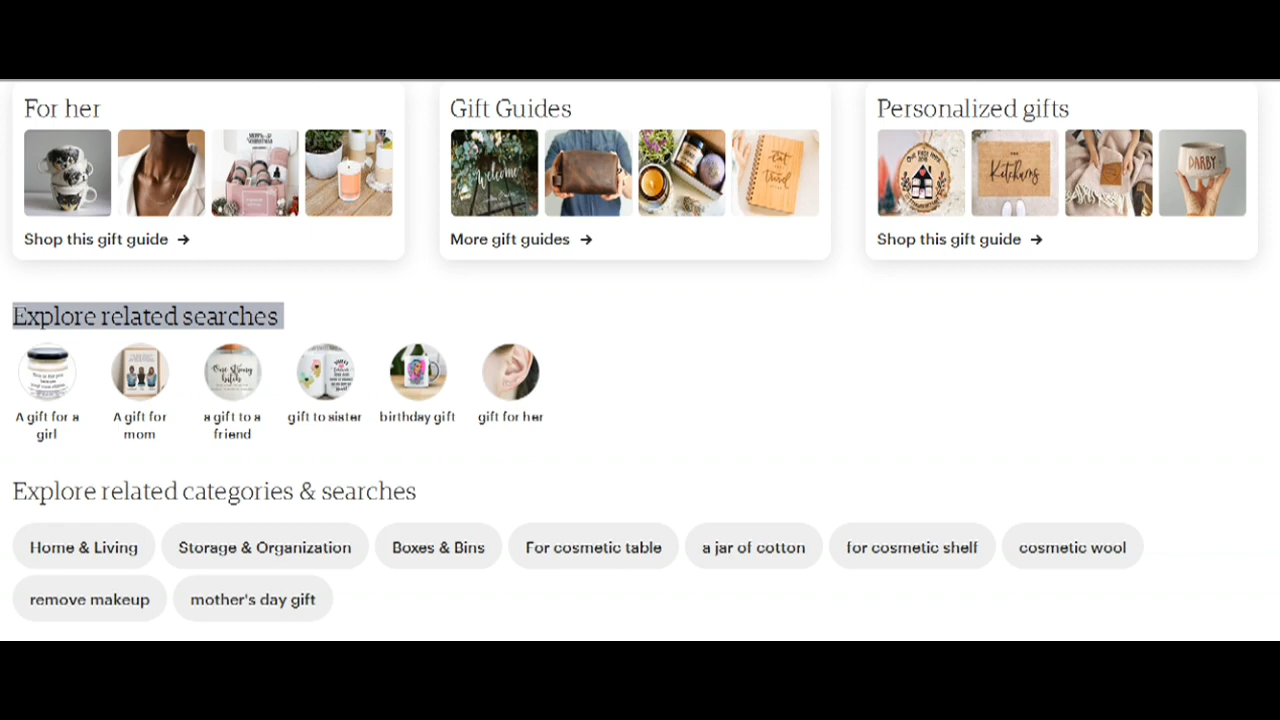 For her
Gift Guides
Personalized gifts
Welcome
Ketchums
DARBY
Shop this gift guide →
More gift guides →
Shop this gift guide →
Explore related searches
A gift for a
girl
A gift for
mom
a gift to a
friend
gift to sister
birthday gift
gift for her
Explore related categories & searches
Home & Living
Storage & Organization
Boxes & Bins
For cosmetic table
a jar of cotton
for cosmetic shelf
cosmetic wool
remove makeup
mother's day gift